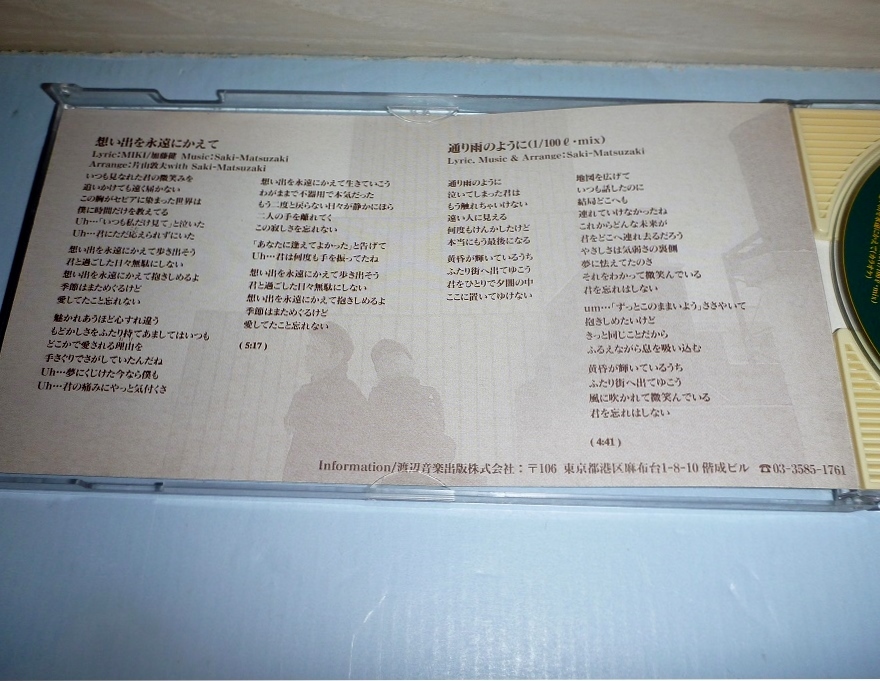 想い出を永遠にかえて
Lyric:MIKI/加藤健 Music:Saki-Matsuzaki
Arrange:片山敦夫with Saki-Matsuzaki
いつも見なれた君の微笑みを
追いかけても遠く届かない
この胸がセピアに染まった世界は
僕に時間だけを教えてる
Uh…「いつも私だけ見て」と泣いた
Uh…君にただ応えられずにいた
想い出を永遠にかえて歩き出そう
君と過ごした日々無駄にしない
想い出を永遠にかえて抱きしめるよ
季節はまためぐるけど
愛してたこと忘れない
魅かれあうほど心すれ違う
もどかしさをふたり持てあましてはいつも
どこかで愛される理由を
手さぐりでさがしていたんだね
Uh…夢にくじけた今なら僕も
Uh…君の痛みにやっと気付くさ
想い出を永遠にかえて生きていこう
わがままで不器用で本気だった
もう二度と戻らない日々が静かにほら
二人の手を離れてく
この寂しさを忘れない
「あなたに逢えてよかった」と告げて
Uh…君は何度も手を振ってたね
想い出を永遠にかえて歩き出そう
君と過ごした日々無駄にしない
想い出を永遠にかえて抱きしめるよ
季節はまためぐるけど
愛してたこと忘れない
(5:17)
通り雨のように(1/100ℓ・mix)
Lyric, Music & Arrange:Saki-Matsuzaki
通り雨のように
泣いてしまった君は
もう触れちゃいけない
遠い人に見える
何度もけんかしたけど
本当にもう最後になる
黄昏が輝いているうち
ふたり街へ出てゆこう
君をひとりで夕闇の中
ここに置いてゆけない
地図を広げて
いつも話したのに
結局どこへも
連れていけなかったね
これからどんな未来が
君をどこへ連れ去るだろう
やさしさは気弱さの裏側
夢に怯えてたのさ
それをわかって微笑んでいる
君を忘れはしない
um…「ずっとこのままいよう」ささやいて
抱きしめたいけど
きっと同じことだから
ふるえながら息を吸い込む
黄昏が輝いているうち
ふたり街へ出てゆこう
風に吹かれて微笑んでいる
君を忘れはしない
(4:41)
Information/渡辺音楽出版株式会社：〒106 東京都港区麻布台1-8-10 偕成ビル ☎03-3585-1761